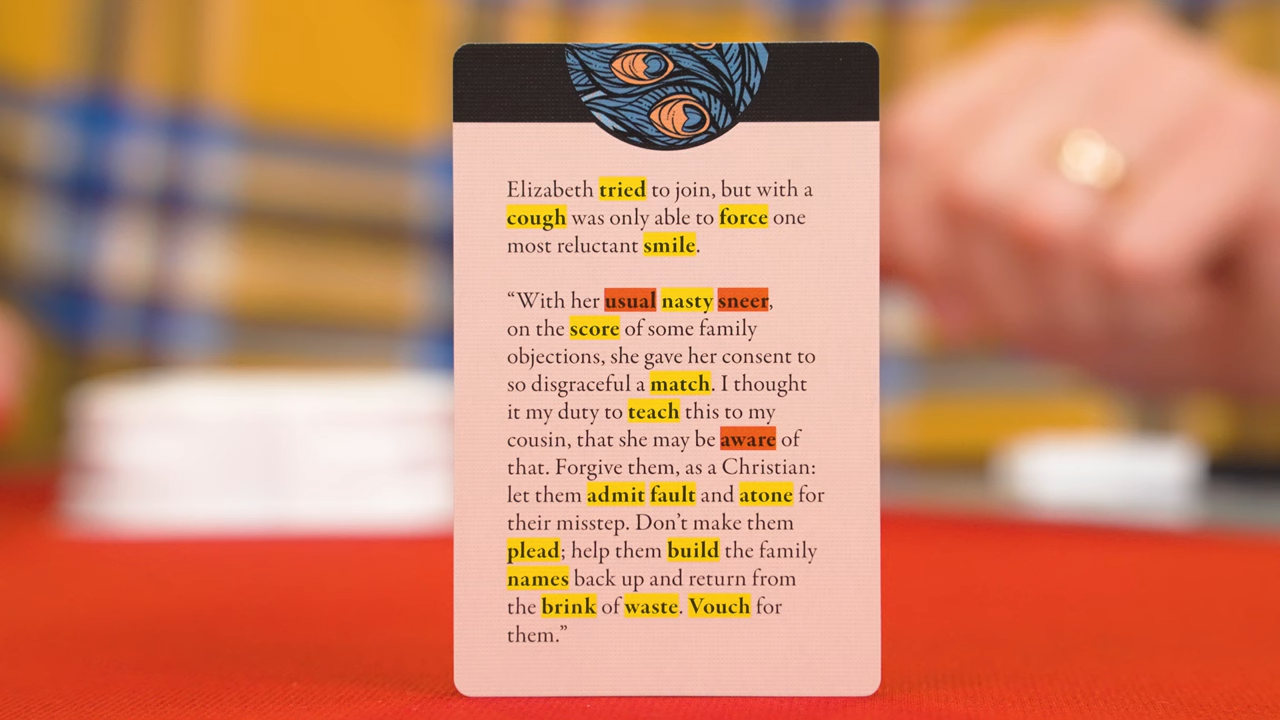 Elizabeth tried to join, but with a
cough was only able to force one
most reluctant smile.
“With her usual nasty sneer,
on the score of some family
objections, she gave her consent to
so disgraceful a match. I thought
it my duty to teach this to my
cousin, that she may be aware of
that. Forgive them, as a Christian:
let them admit fault and atone for
their misstep. Don’t make them
plead; help them build the family
names back up and return from
the brink of waste. Vouch for
them.”